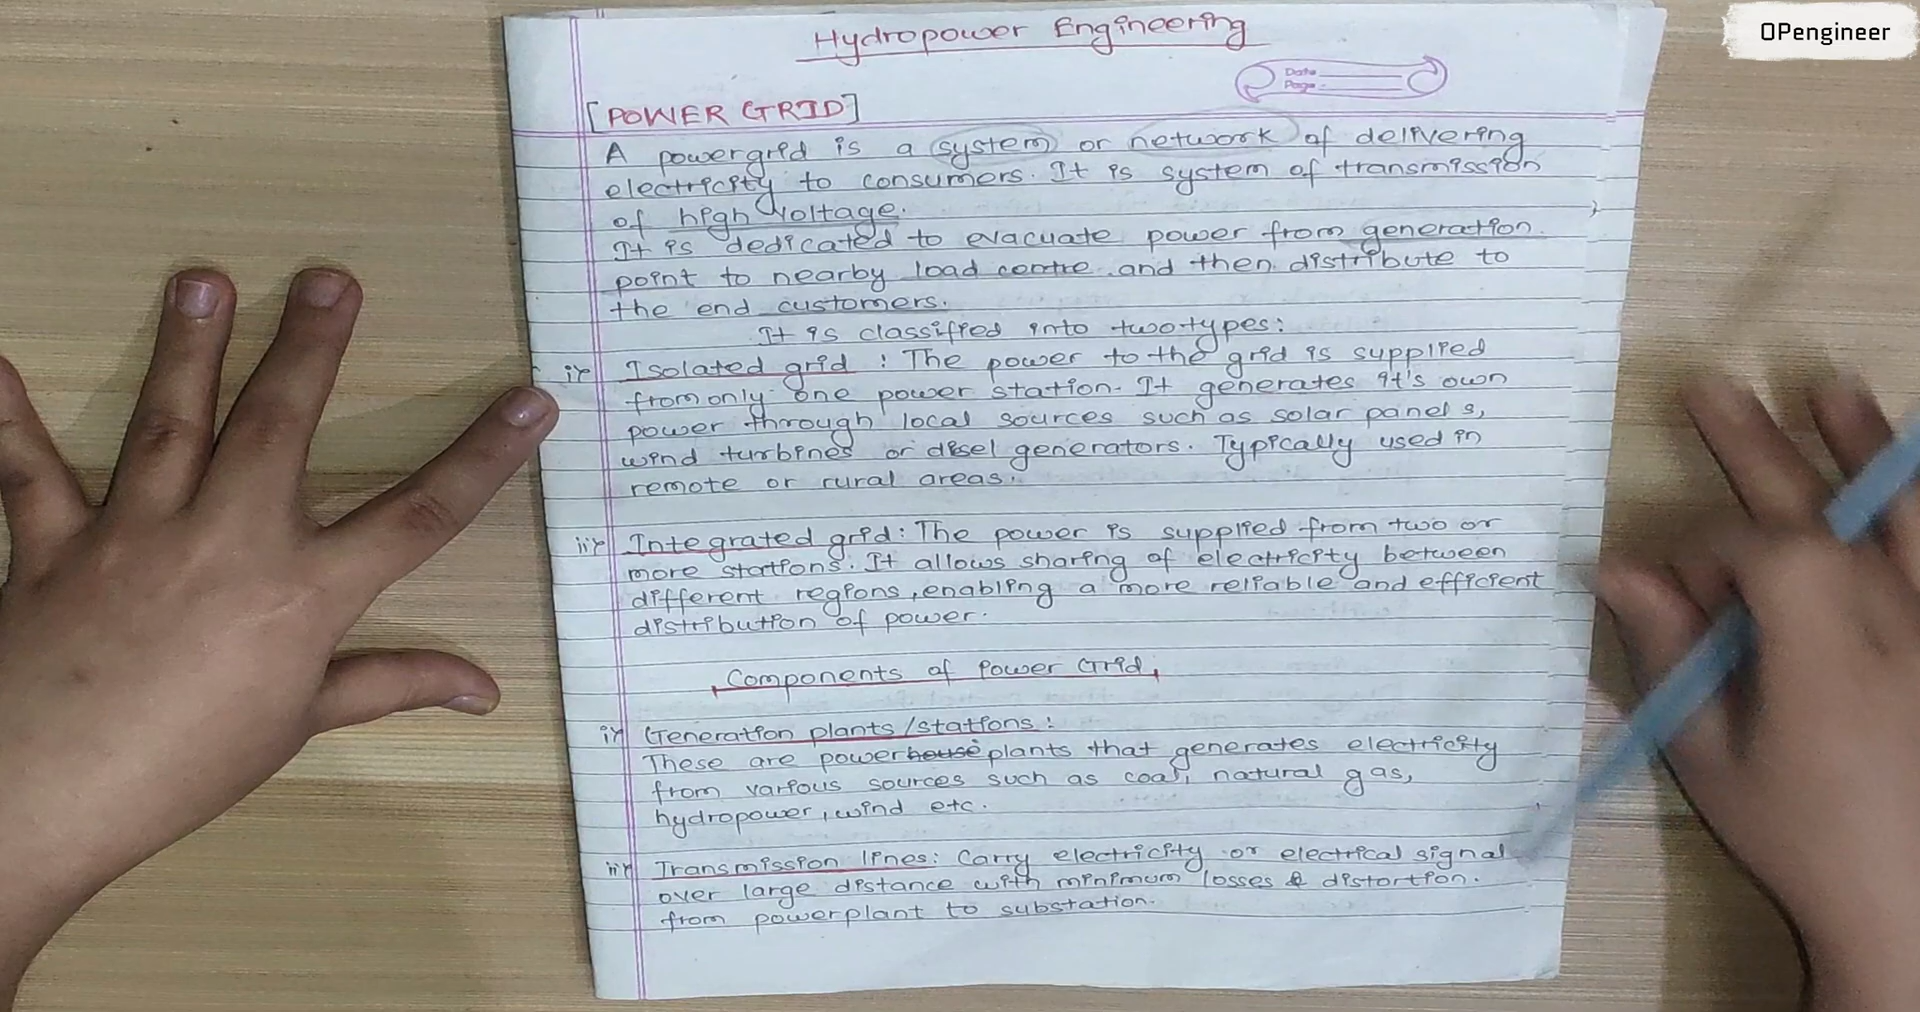 OPengineer
Hydropower Engineering
Date
Page
[POWER GRID]
A powergrid is a system or network of delivering
electricity to consumers. It is system of transmission
of high voltage.
It is dedicated to evacuate power from generation
point to nearby load centre and then distribute to
the end customers.
It is classified into two types:
i) Isolated grid : The power to the grid is supplied
from only one power station. It generates it's own
power through local sources such as solar panels,
wind turbines or disel generators. Typically used in
remote or rural areas.
ii) Integrated grid: The power is supplied from two or
more stations. It allows sharing of electricity between
different regions, enabling a more reliable and efficient
distribution of power.
Components of Power Grid
i) Generation plants/stations:
These are powerhouse plants that generates electricity
from various sources such as coal, natural gas,
hydropower, wind etc.
ii) Transmission lines: Carry electricity or electrical signal
over large distance with minimum losses & distortion.
from powerplant to substation.